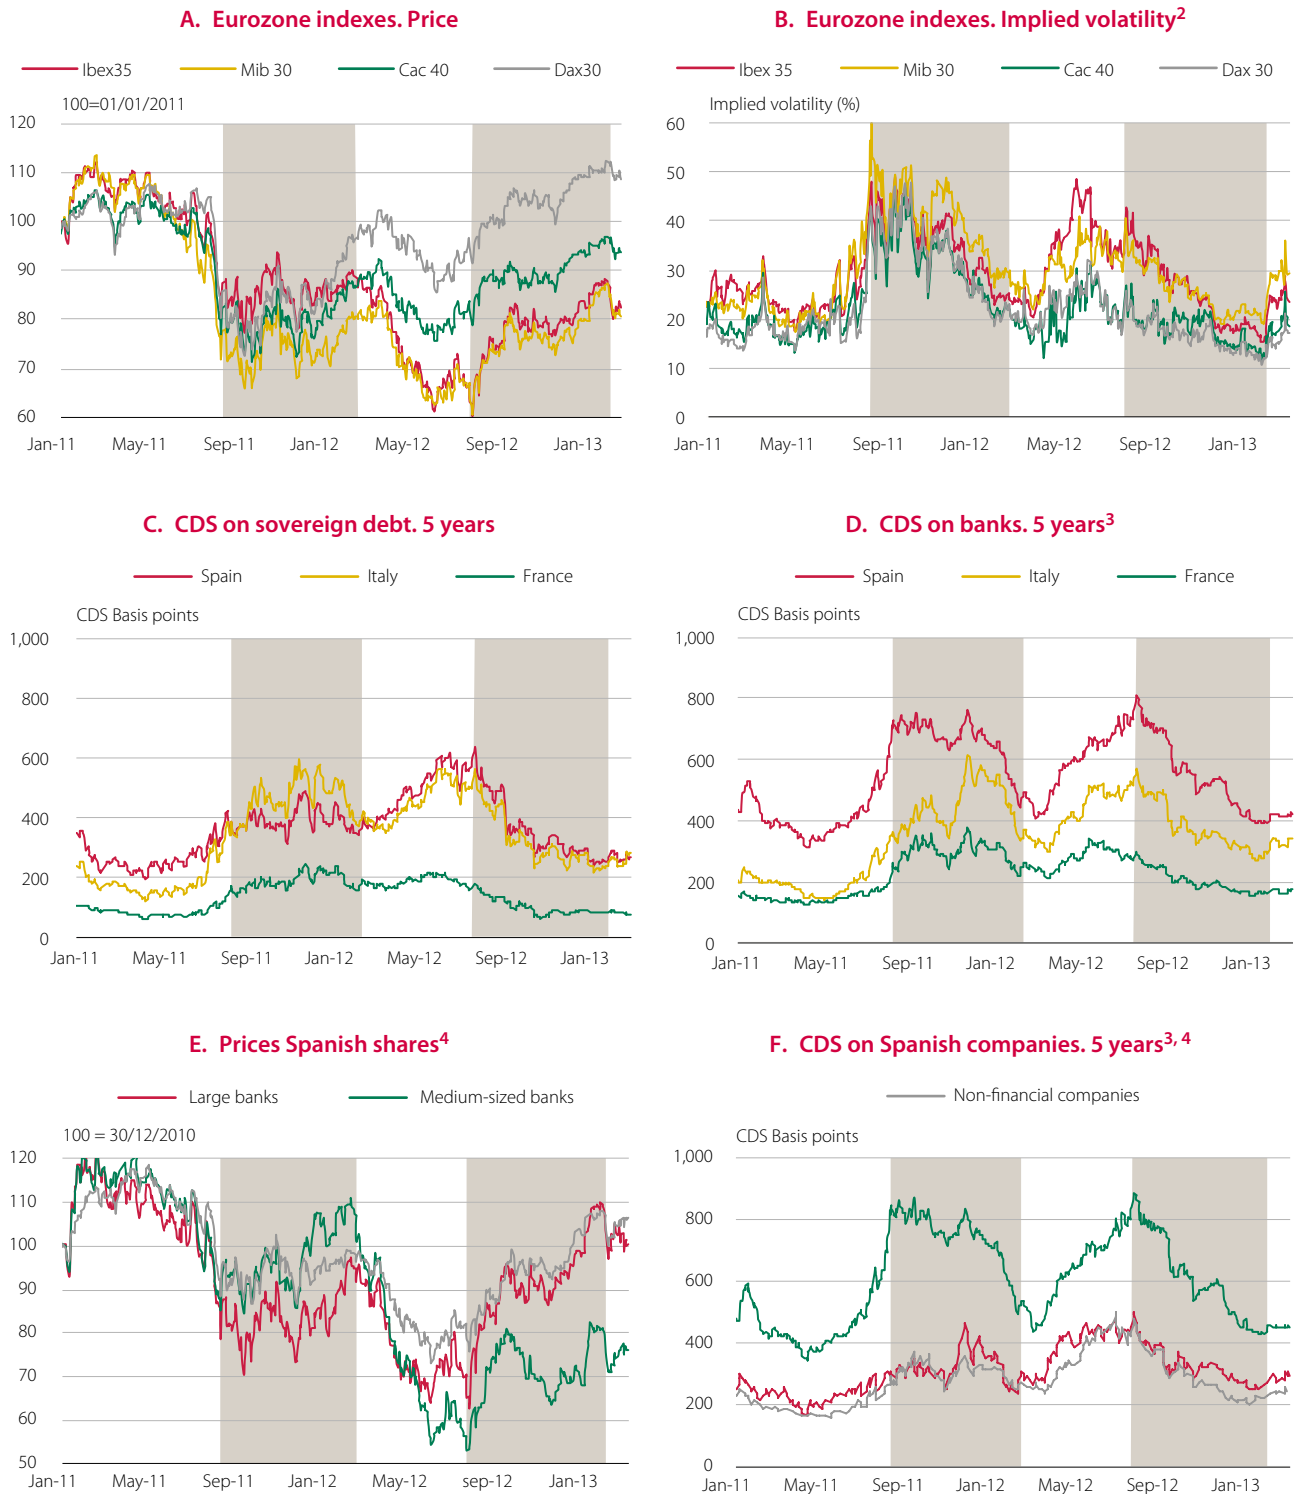 A. Eurozone indexes. Price
Ibex35 Mib 30 Cac 40 Dax30
100=01/01/2011
120
110
100
90
80
70
60
Jan-11 May-11 Sep-11 Jan-12 May-12 Sep-12 Jan-13
B. Eurozone indexes. Implied volatility2
Ibex 35 Mib 30 Cac 40 Dax 30
Implied volatility (%)
60
50
40
30
20
10
0
Jan-11 May-11 Sep-11 Jan-12 May-12 Sep-12 Jan-13
C. CDS on sovereign debt. 5 years
Spain Italy France
CDS Basis points
1,000
800
600
400
200
0
Jan-11 May-11 Sep-11 Jan-12 May-12 Sep-12 Jan-13
D. CDS on banks. 5 years3
Spain Italy France
CDS Basis points
1,000
800
600
400
200
0
Jan-11 May-11 Sep-11 Jan-12 May-12 Sep-12 Jan-13
E. Prices Spanish shares4
Large banks Medium-sized banks
100 = 30/12/2010
120
110
100
90
80
70
60
50
Jan-11 May-11 Sep-11 Jan-12 May-12 Sep-12 Jan-13
F. CDS on Spanish companies. 5 years3, 4
Non-financial companies
CDS Basis points
1,000
800
600
400
200
0
Jan-11 May-11 Sep-11 Jan-12 May-12 Sep-12 Jan-13